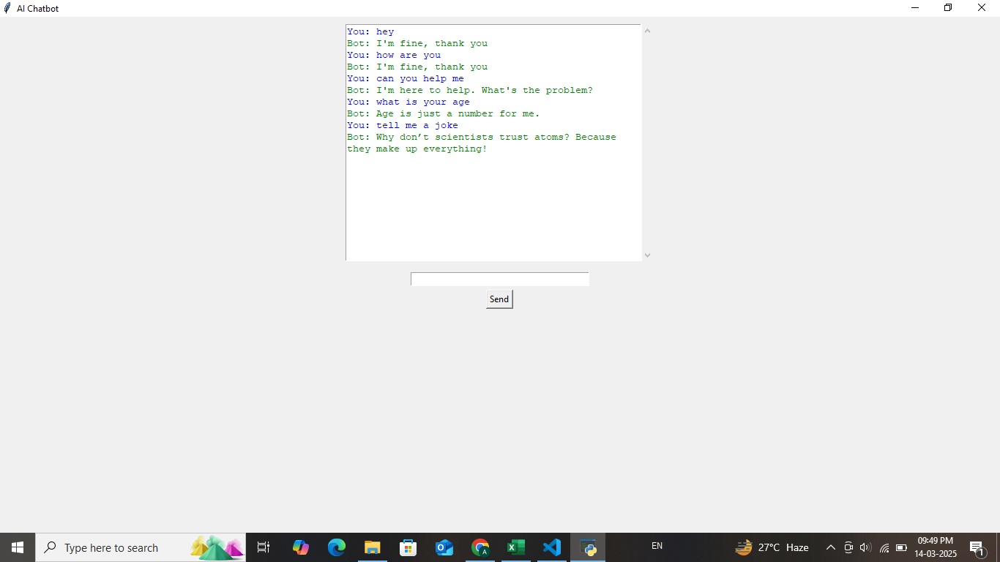 AI Chatbot
You: hey
Bot: I'm fine, thank you
You: how are you
Bot: I'm fine, thank you
You: can you help me
Bot: I'm here to help. What's the problem?
You: what is your age
Bot: Age is just a number for me.
You: tell me a joke
Bot: Why don’t scientists trust atoms? Because
they make up everything!
Send
Type here to search
EN
27°C Haze
09:49 PM
14-03-2025
1